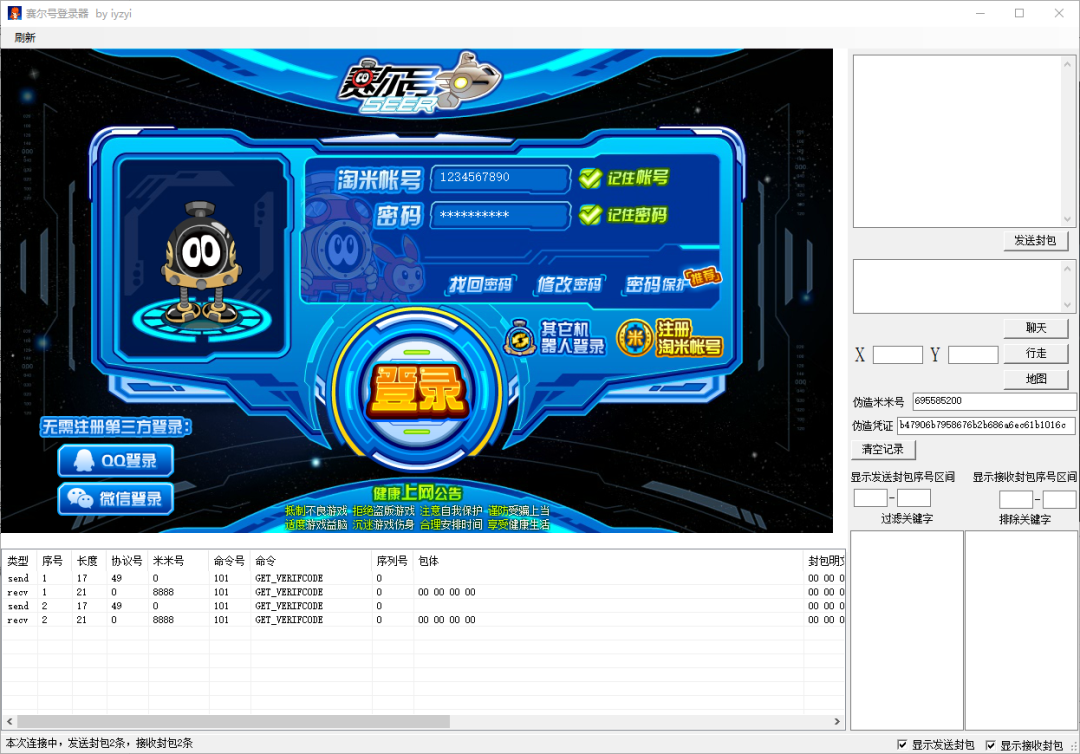 赛尔号登录器 by iyzyi
刷新
赛尔号
SEER
淘米帐号 1234567890 记住帐号
密码 ********** 记住密码
找回密码 修改密码 密码保护 推荐
其它机器人登录
米 注册淘米帐号
登录
无需注册第三方登录:
QQ登录
微信登录
健康上网公告
抵制不良游戏 拒绝盗版游戏 注意自我保护 谨防受骗上当
适度游戏益脑 沉迷游戏伤身 合理安排时间 享受健康生活
发送封包
聊天
X Y 行走
地图
伪造米米号 695585200
伪造凭证 b47906b7958676b2b686a6ec61b1016c
清空记录
显示发送封包序号区间 显示接收封包序号区间
- -
过滤关键字 排除关键字
类型 序号 长度 协议号 米米号 命令号 命令 序列号 包体 封包明文
send 1 17 49 0 101 GET_VERIFCODE 0 00 00 0
recv 1 21 0 8888 101 GET_VERIFCODE 0 00 00 00 00 00 00 0
send 2 17 49 0 101 GET_VERIFCODE 0 00 00 0
recv 2 21 0 8888 101 GET_VERIFCODE 0 00 00 00 00 00 00 0
本次连接中，发送封包2条，接收封包2条
显示发送封包 显示接收封包